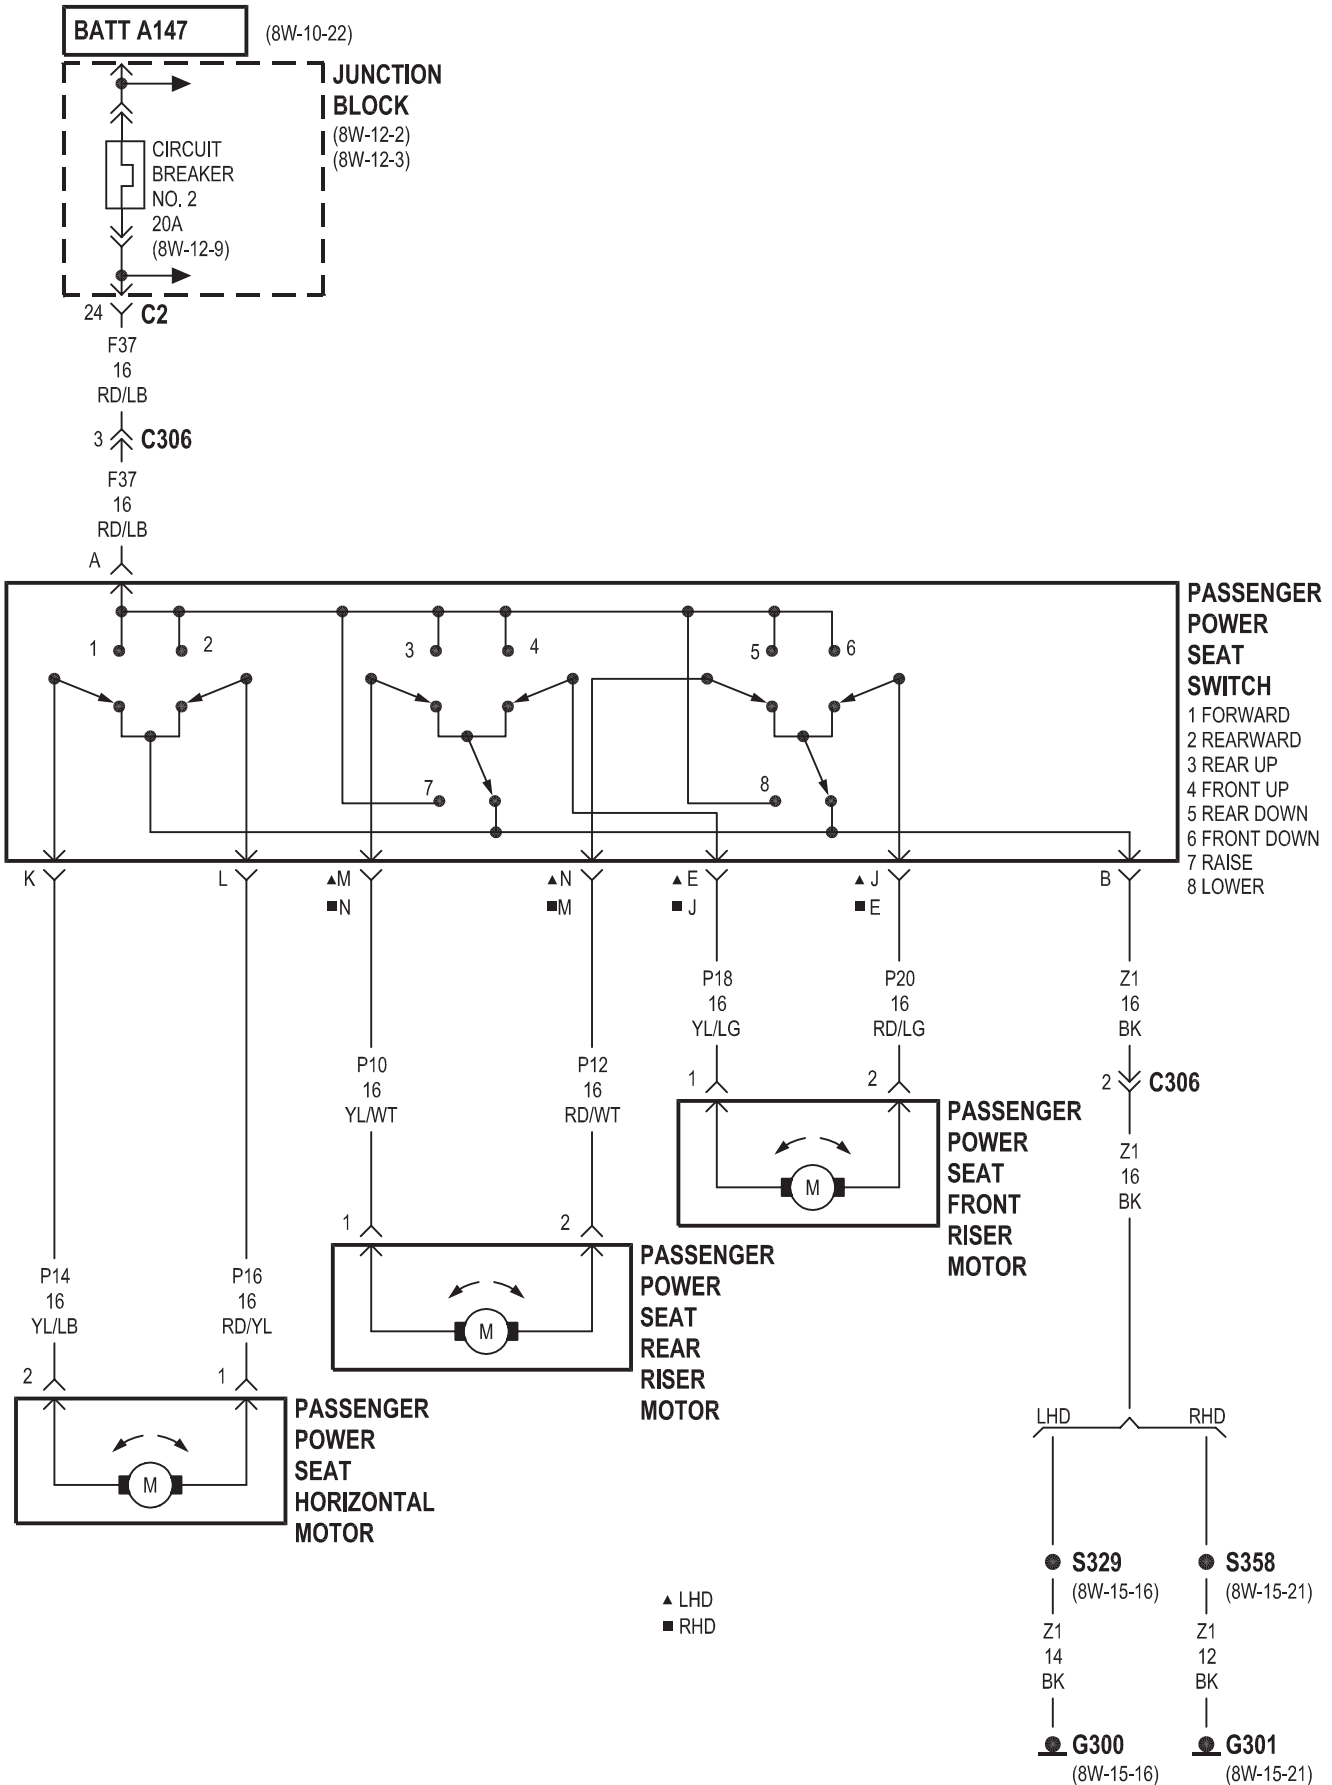 BATT A147
(8W-10-22)
JUNCTION
BLOCK
(8W-12-2)
(8W-12-3)
CIRCUIT
BREAKER
NO. 2
20A
(8W-12-9)
24 C2
F37
16
RD/LB
3 C306
F37
16
RD/LB
A
PASSENGER
POWER
SEAT
SWITCH
1 FORWARD
2 REARWARD
3 REAR UP
4 FRONT UP
5 REAR DOWN
6 FRONT DOWN
7 RAISE
8 LOWER
1 2 3 4 5 6
7 8
K L ▲M ▲N ▲ E ▲ J B
■N ■M ■ J ■ E
P18 P20 Z1
16 16 16
YL/LG RD/LG BK
P10 P12
16 16
YL/WT RD/WT
1 2
2 C306
M
PASSENGER
POWER
SEAT
FRONT
RISER
MOTOR
Z1
16
BK
1 2
M
PASSENGER
POWER
SEAT
REAR
RISER
MOTOR
P14 P16
16 16
YL/LB RD/YL
2 1
M
PASSENGER
POWER
SEAT
HORIZONTAL
MOTOR
LHD RHD
S329 S358
(8W-15-16) (8W-15-21)
▲ LHD
■ RHD
Z1 Z1
14 12
BK BK
G300 G301
(8W-15-16) (8W-15-21)